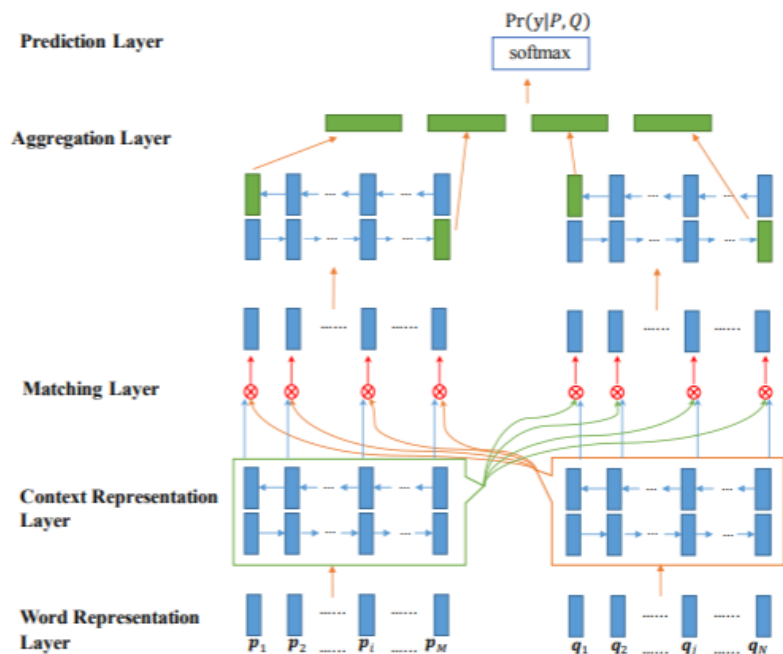 Pr(y|P, Q)
Prediction Layer
softmax
Aggregation Layer
...
...
...
...
...... ......
...... ......
Matching Layer
Context Representation
Layer
...
...
...
...
Word Representation
Layer
...... ......
...... ......
p1 p2 ...... pi ...... pM
q1 q2 ...... qj ...... qN